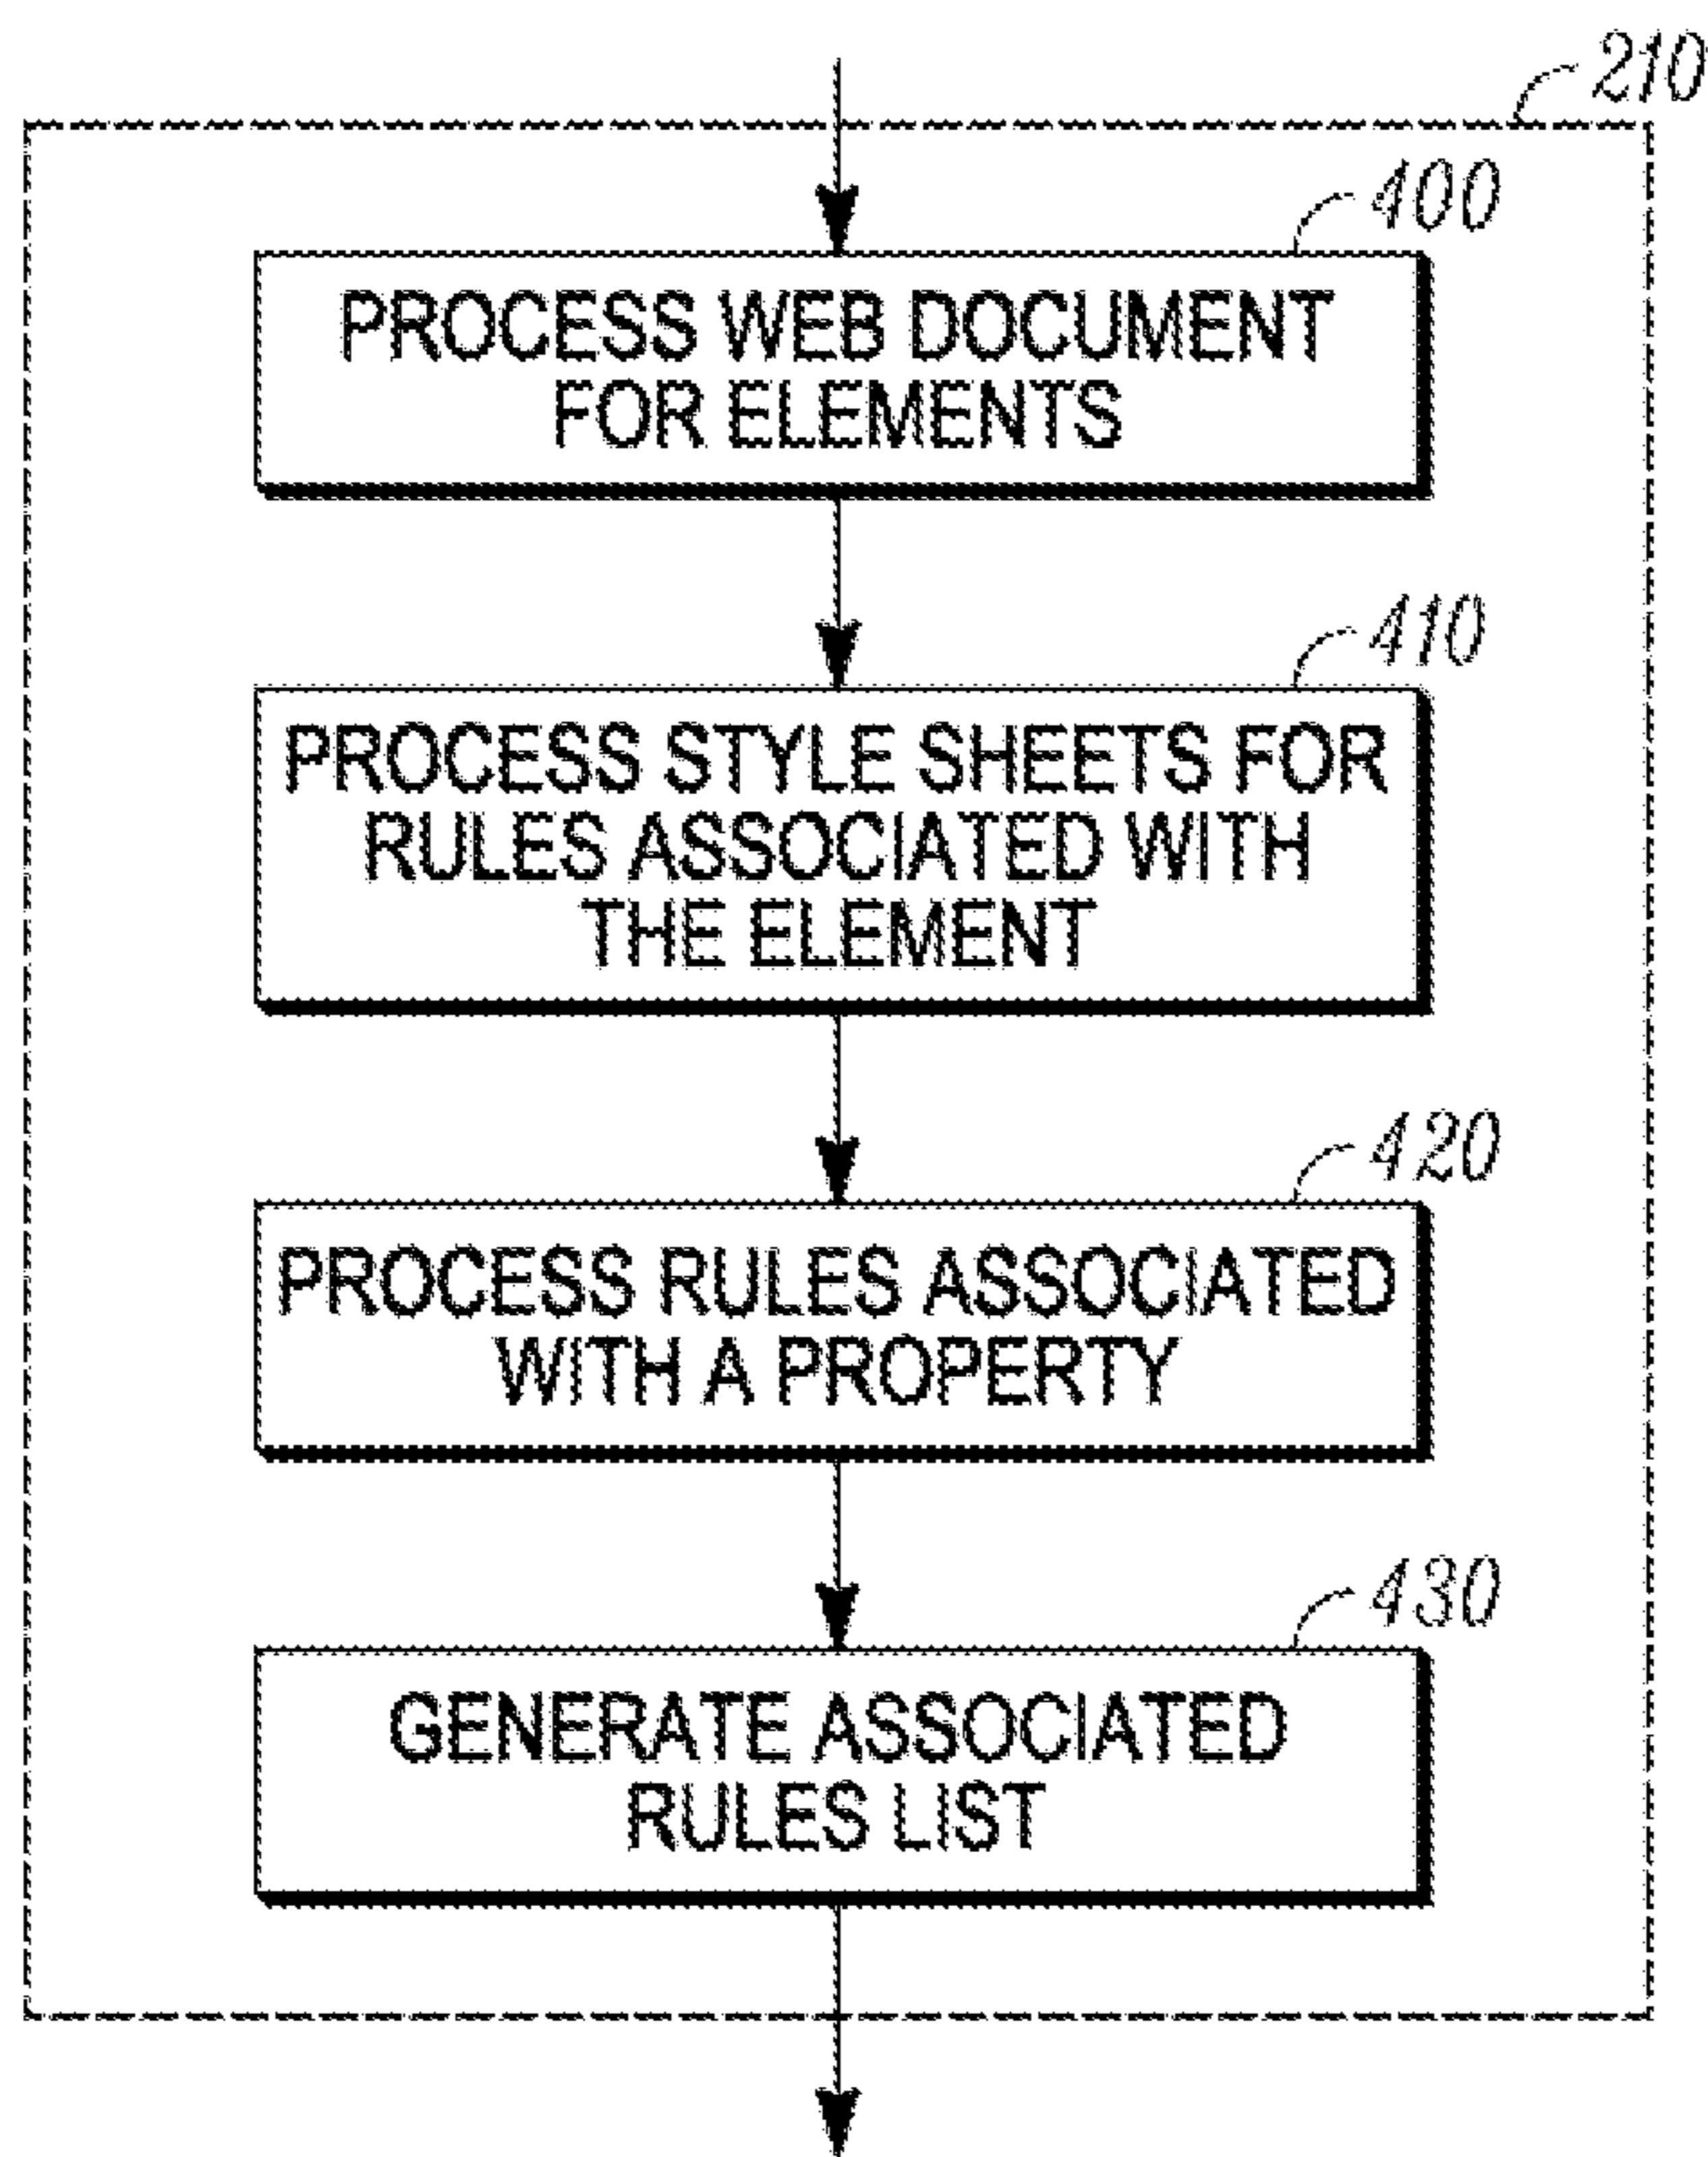 210
400
PROCESS WEB DOCUMENT
FOR ELEMENTS
410
PROCESS STYLE SHEETS FOR
RULES ASSOCIATED WITH
THE ELEMENT
420
PROCESS RULES ASSOCIATED
WITH A PROPERTY
430
GENERATE ASSOCIATED
RULES LIST